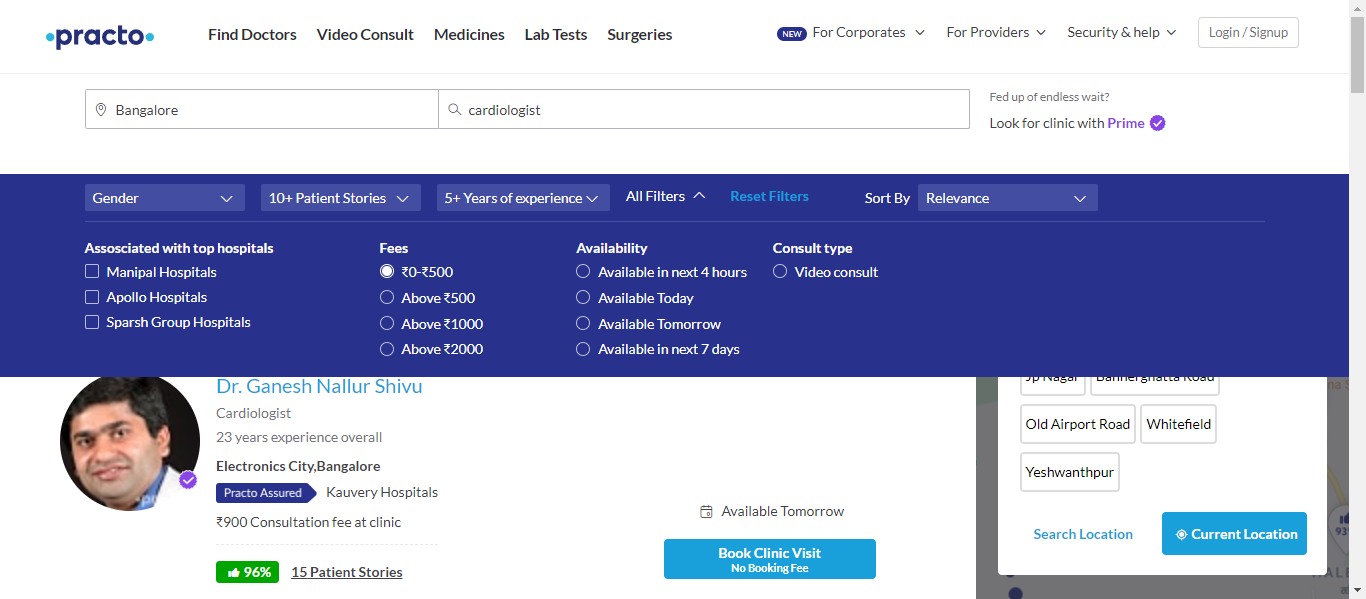 practo
Find Doctors
Video Consult
Medicines
Lab Tests
Surgeries
NEW For Corporates
For Providers
Security & help
Login / Signup
Bangalore
cardiologist
Fed up of endless wait?
Look for clinic with Prime
Gender
10+ Patient Stories
5+ Years of experience
All Filters
Reset Filters
Sort By
Relevance
Assosciated with top hospitals
Manipal Hospitals
Apollo Hospitals
Sparsh Group Hospitals
Fees
₹0-₹500
Above ₹500
Above ₹1000
Above ₹2000
Availability
Available in next 4 hours
Available Today
Available Tomorrow
Available in next 7 days
Consult type
Video consult
Dr. Ganesh Nallur Shivu
Cardiologist
23 years experience overall
Electronics City,Bangalore
Practo Assured Kauvery Hospitals
₹900 Consultation fee at clinic
96% 15 Patient Stories
Available Tomorrow
Book Clinic Visit
No Booking Fee
Jp Nagar
Bannerghatta Road
Old Airport Road
Whitefield
Yeshwanthpur
Search Location
Current Location